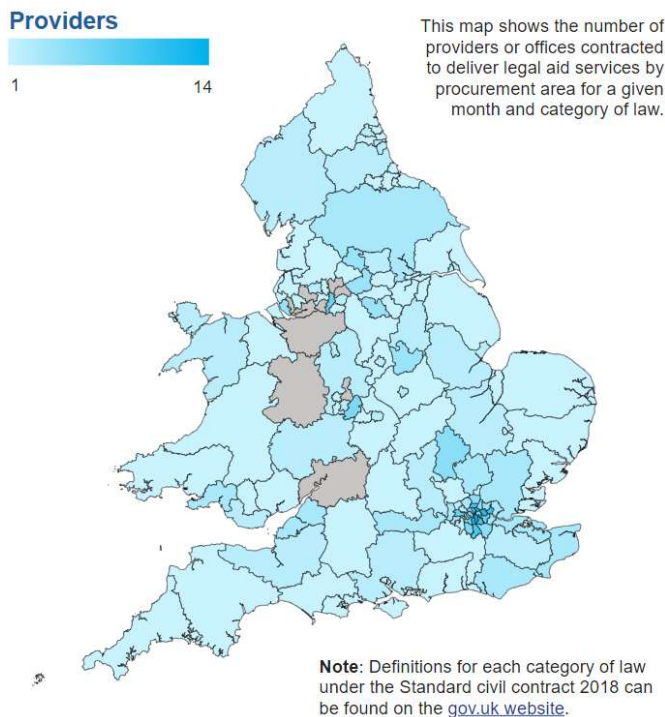 Providers
1
14
This map shows the number of
providers or offices contracted
to deliver legal aid services by
procurement area for a given
month and category of law.
Note: Definitions for each category of law
under the Standard civil contract 2018 can
be found on the gov.uk website.